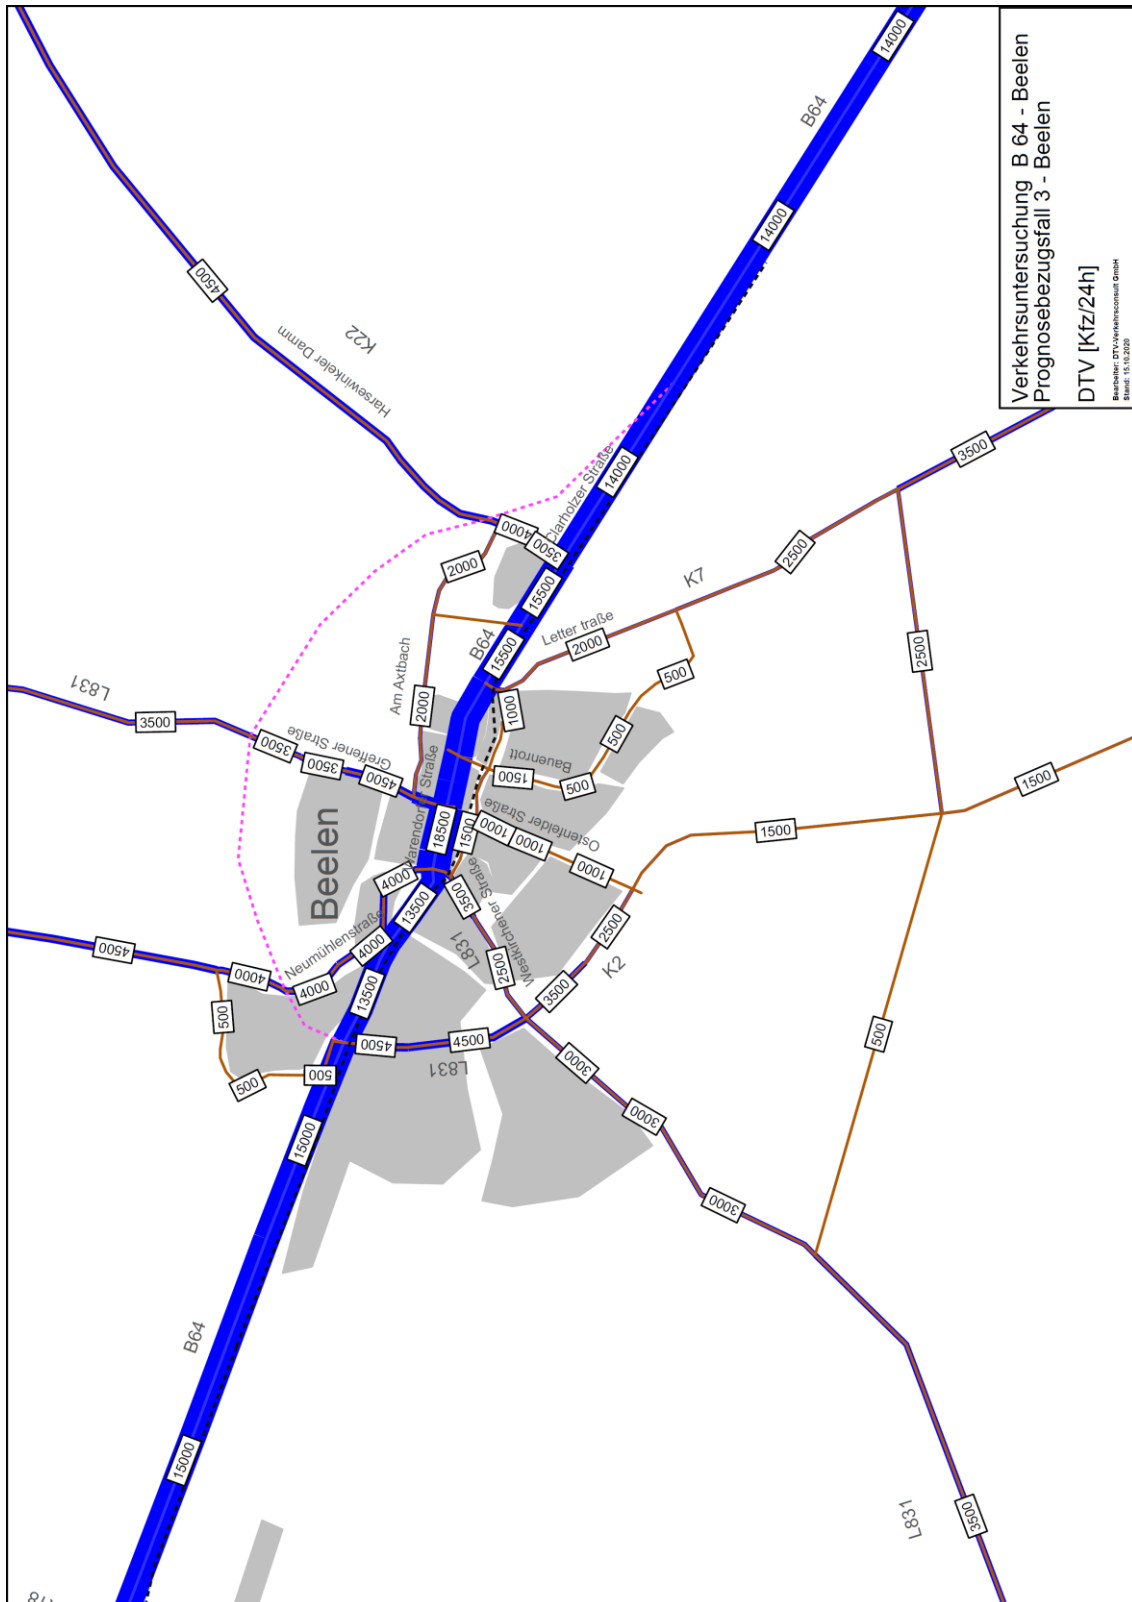 Verkehrsuntersuchung B 64 - Beelen
Prognosebezugsfall 3 - Beelen
DTV [Kfz/24h]
Bearbeiter: DTV-Verkehrsconsult GmbH
Stand: 15.10.2020
14000
B64
14000
4500
K22
Harsewinkeler Damm
14000
Clarholzer Straße
4000
3500
3500
2000
15500
2500
K7
B64
15500
Letter traße
2000
2500
Am Axtbach
2000
1000
500
L831
3500
3500
3500
Greffener Straße
4500
500
Bauenrott
1500
500
1500
Straße
18500
1500
Ostenfelder Straße
1000
1000
1000
1500
Beelen
4000
13500
3500
Westkirchener Straße
L831
2500
2500
K2
Neumühlenstraße
4000
4000
4500
4000
13500
3500
500
4500
4500
L831
500
500
3000
3000
3000
500
15000
B64
15000
L831
3500